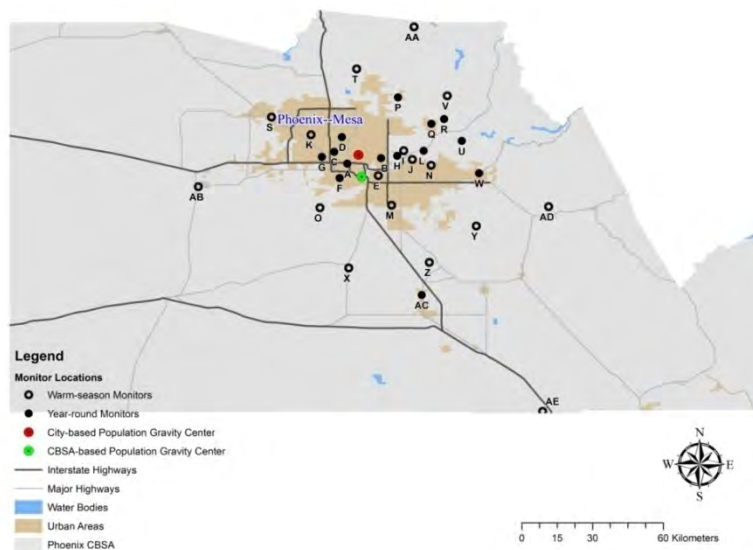 AA
T
P
V
S
Phoenix--Mesa
R
Q
K
D
U
G
C
A
B
H
I
J
L
N
W
F
E
AB
O
M
AD
Y
X
Z
AC
AE
Legend
Monitor Locations
Warm-season Monitors
Year-round Monitors
City-based Population Gravity Center
CBSA-based Population Gravity Center
Interstate Highways
Major Highways
Water Bodies
Urban Areas
Phoenix CBSA
N
W E
S
0 15 30 60 Kilometers